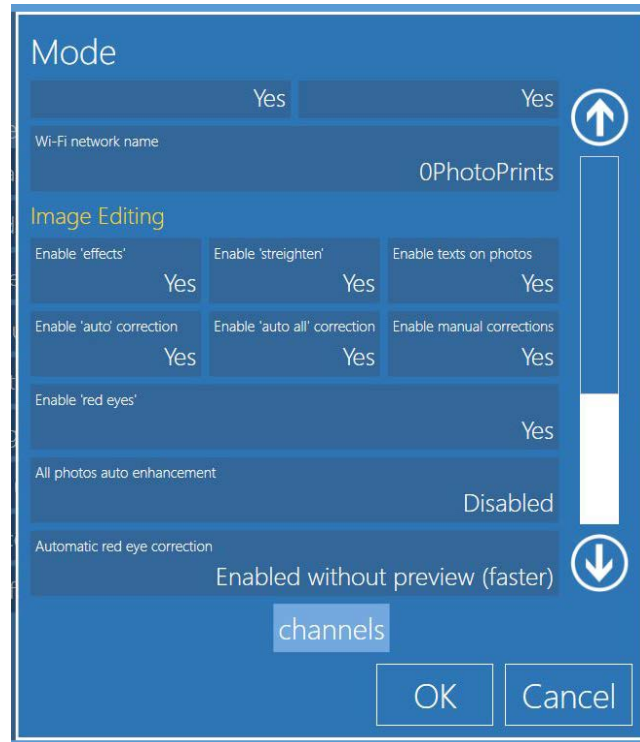 Mode
Yes Yes
Wi-Fi network name
0PhotoPrints
Image Editing
Enable 'effects' Enable 'streighten' Enable texts on photos
Yes Yes Yes
Enable 'auto' correction Enable 'auto all' correction Enable manual corrections
Yes Yes Yes
Enable 'red eyes'
Yes
All photos auto enhancement
Disabled
Automatic red eye correction
Enabled without preview (faster)
channels
OK Cancel